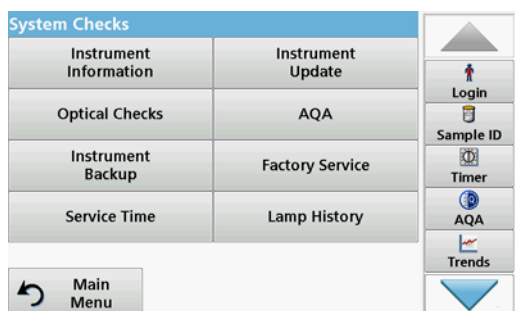 System Checks
Instrument
Information
Instrument
Update
Optical Checks
AQA
Instrument
Backup
Factory Service
Service Time
Lamp History
Main
Menu
Login
Sample ID
Timer
AQA
Trends